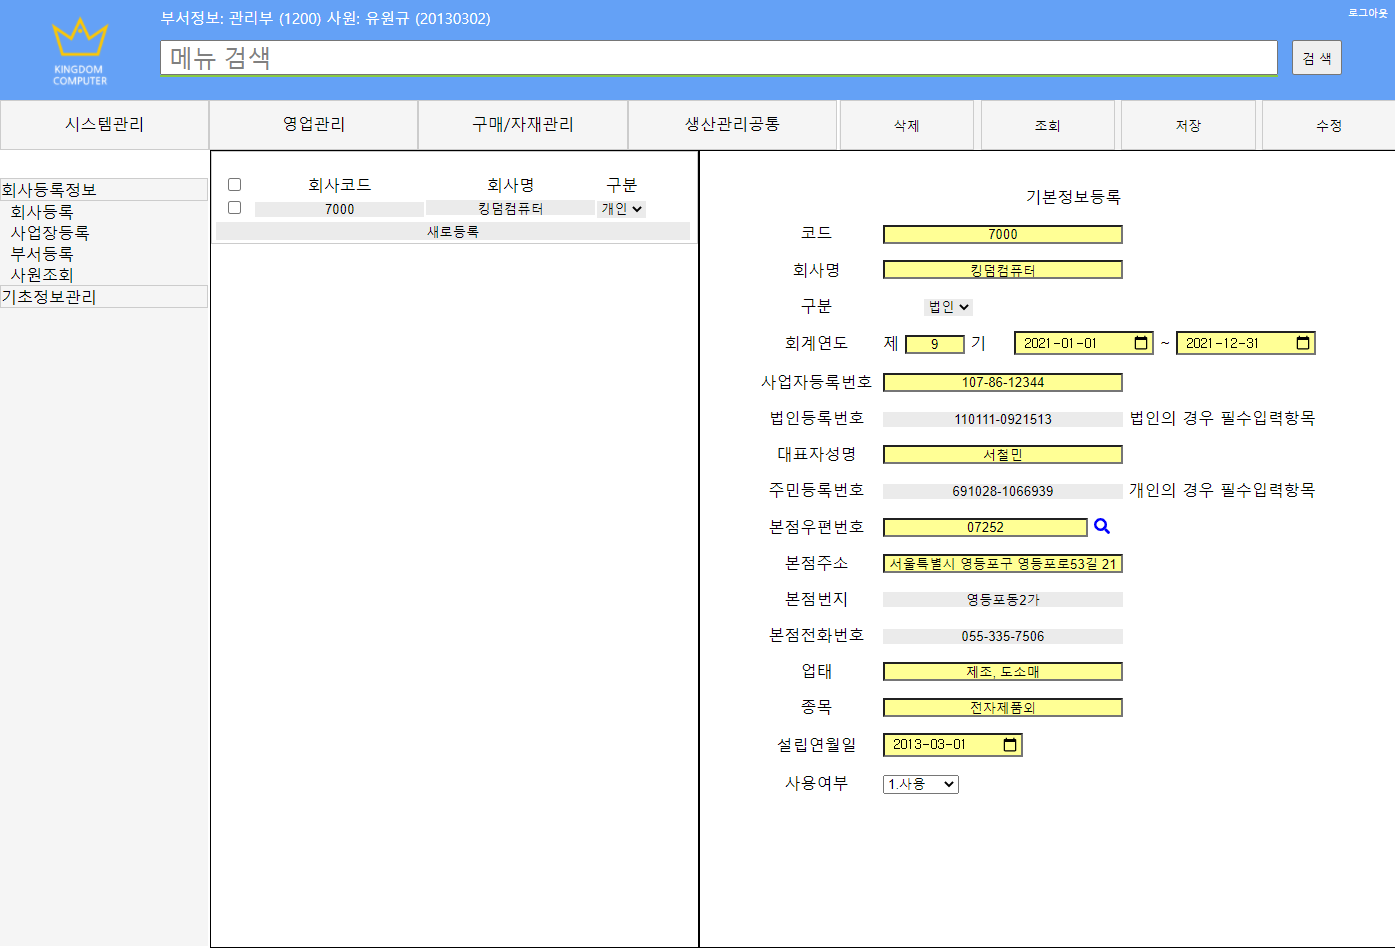 부서정보: 관리부 (1200) 사원: 유원규 (20130302)
로그아웃
메뉴 검색
검 색
KINGDOM
COMPUTER
시스템관리 영업관리 구매/자재관리 생산관리공통 삭제 조회 저장 수정
회사등록정보
회사등록
사업장등록
부서등록
사원조회
기초정보관리
회사코드 회사명 구분
7000 킹덤컴퓨터 개인
새로등록
기본정보등록
코드 7000
회사명 킹덤컴퓨터
구분 법인
회계연도 제 9 기 2021-01-01 ~ 2021-12-31
사업자등록번호 107-86-12344
법인등록번호 110111-0921513 법인의 경우 필수입력항목
대표자성명 서철민
주민등록번호 691028-1066939 개인의 경우 필수입력항목
본점우편번호 07252
본점주소 서울특별시 영등포구 영등포로53길 21
본점번지 영등포동2가
본점전화번호 055-335-7506
업태 제조, 도소매
종목 전자제품외
설립연월일 2013-03-01
사용여부 1.사용